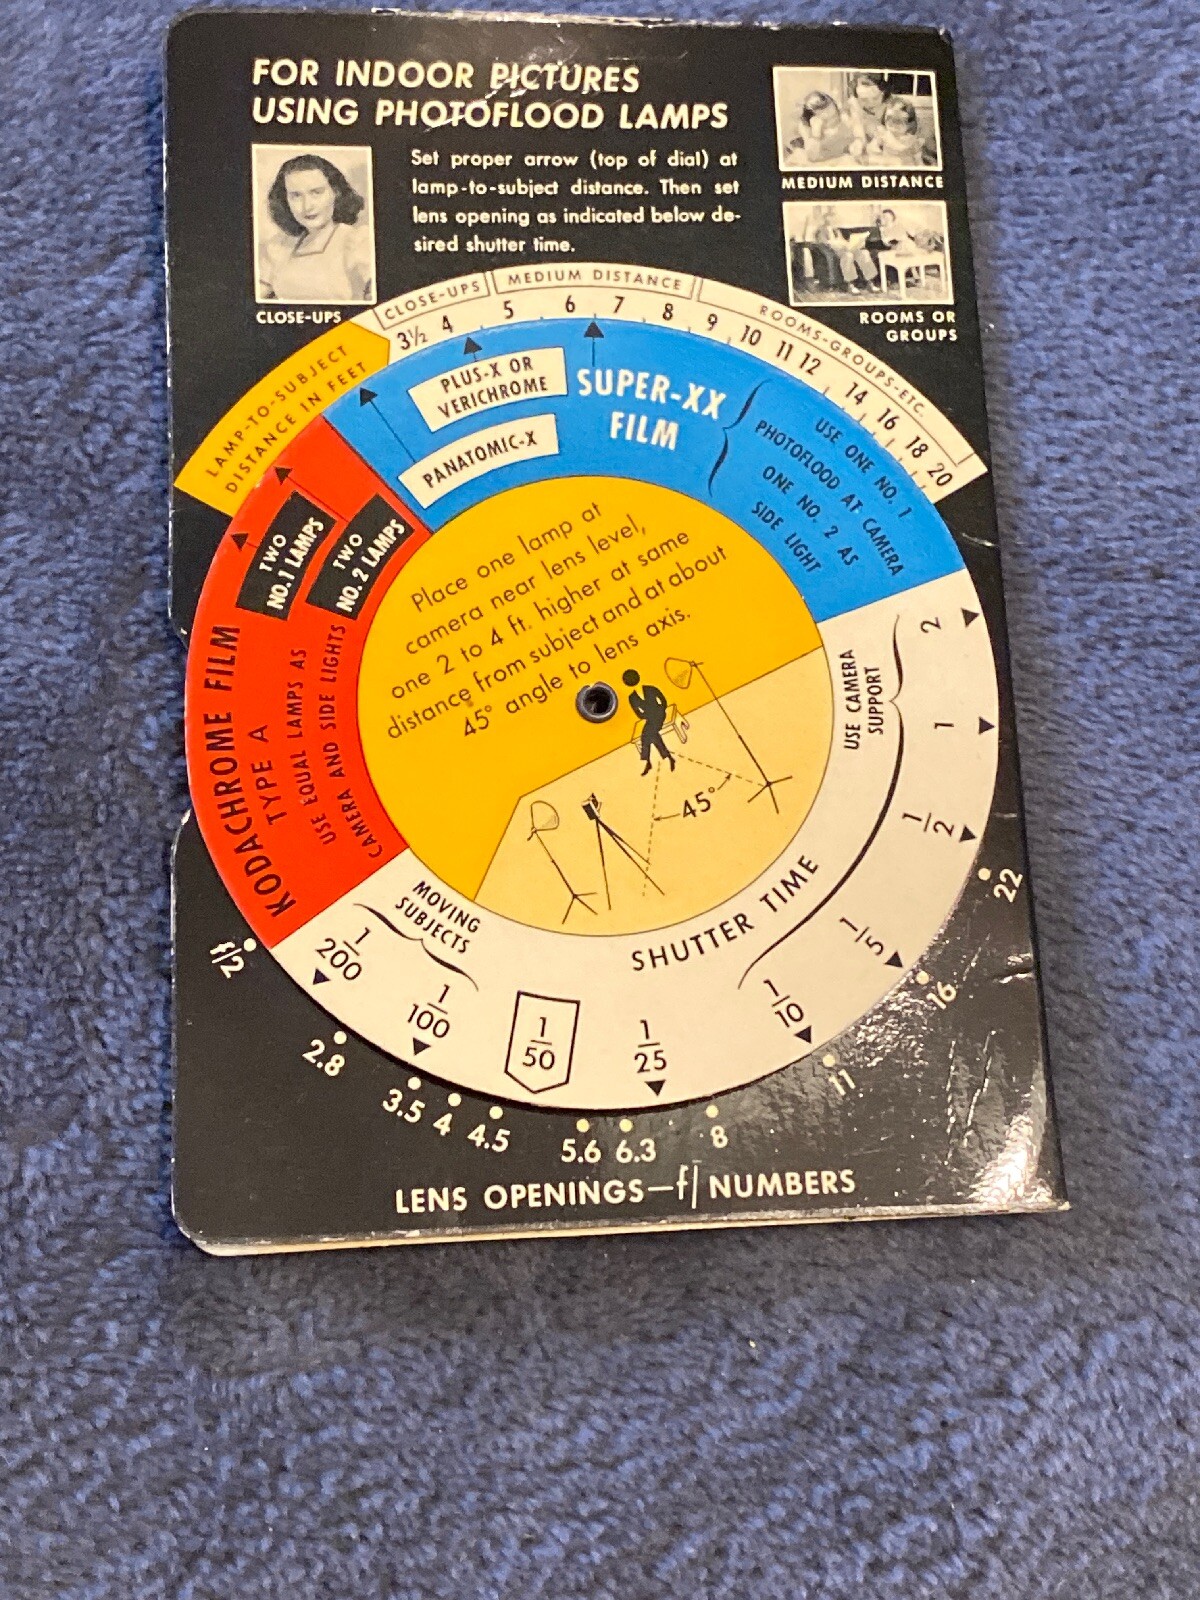 FOR INDOOR PICTURES
USING PHOTOFLOOD LAMPS
Set proper arrow (top of dial) at
lamp-to-subject distance. Then set
lens opening as indicated below de-
sired shutter time.
CLOSE-UPS
MEDIUM DISTANCE
ROOMS OR
GROUPS
CLOSE-UPS
MEDIUM DISTANCE
ROOMS-GROUPS-ETC.
LAMP-TO-SUBJECT
DISTANCE IN FEET
3½ 4 5 6 7 8 9 10 11 12 14 16 18 20
PLUS-X OR
VERICHROME
PANATOMIC-X
SUPER-XX
FILM
USE ONE NO. 1
PHOTOFLOOD AT CAMERA
ONE NO. 2 AS
SIDE LIGHT
TWO
NO. 1 LAMPS
TWO
NO. 2 LAMPS
KODACHROME FILM
TYPE A
USE EQUAL LAMPS AS
CAMERA AND SIDE LIGHTS
Place one lamp at
camera near lens level,
one 2 to 4 ft. higher at same
distance from subject and at about
45° angle to lens axis.
45°
USE CAMERA
SUPPORT
MOVING
SUBJECTS
SHUTTER TIME
1/200 1/100 1/50 1/25 1/10 1/5 1/2 1 2
f/2 2.8 3.5 4 4.5 5.6 6.3 8 11 16 22
LENS OPENINGS—f/ NUMBERS